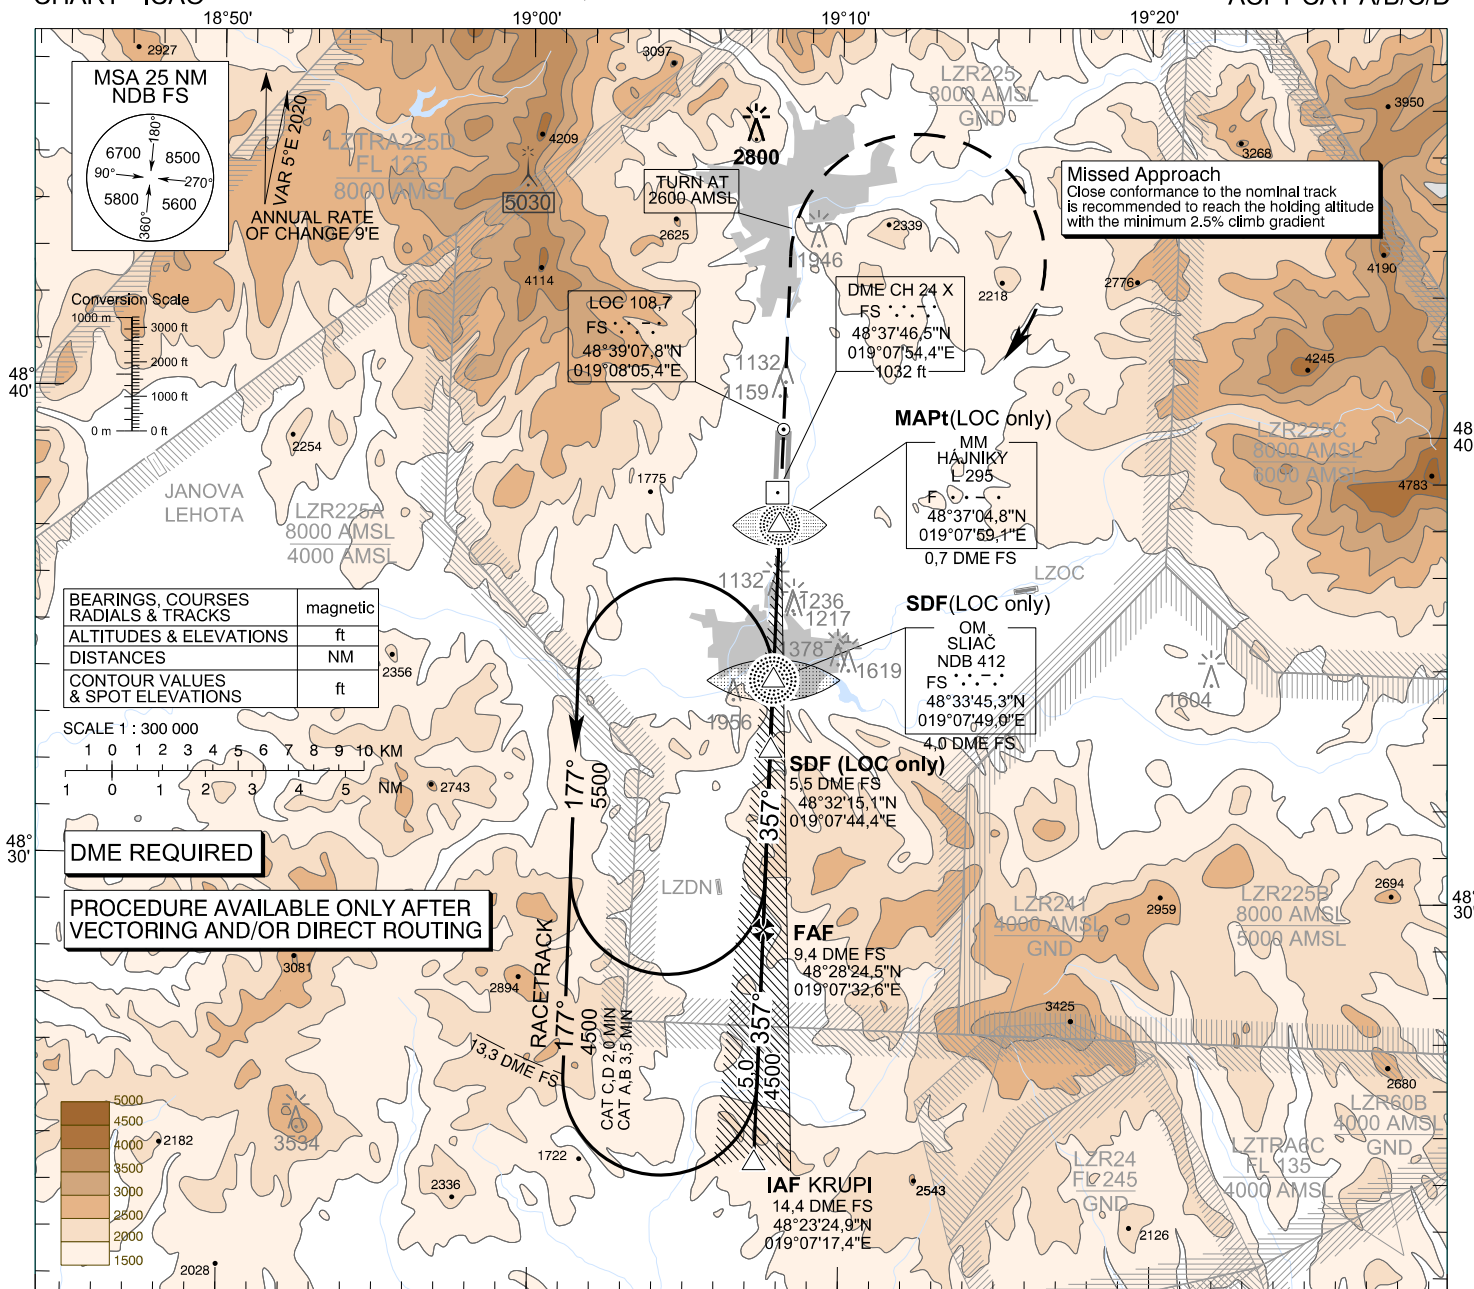 CHART - ICAO
ACFT CAT A/B/C/D
18°50'
19°00'
19°10'
19°20'
2927
3097
MSA 25 NM
NDB FS
180°
6700
8500
90°
270°
5800
5600
360°
VAR 5°E 2020
ANNUAL RATE
OF CHANGE 9'E
LZTRA225D
FL 125
8000 AMSL
4209
5030
4114
2800
TURN AT
2600 AMSL
2625
1946
2339
LZR225
8000 AMSL
GND
3950
3268
Missed Approach
Close conformance to the nominal track
is recommended to reach the holding altitude
with the minimum 2.5% climb gradient
4190
2776
2218
Conversion Scale
1000 m
3000 ft
2000 ft
1000 ft
0 m
0 ft
LOC 108,7
FS
48°39'07,8"N
019°08'05,4"E
DME CH 24 X
FS
48°37'46,5"N
019°07'54,4"E
1032 ft
1132
1159
4245
48°
40'
48°
40'
2254
1775
MAPt(LOC only)
MM
HÁJNIKY
L 295
F
48°37'04,8"N
019°07'59,1"E
0,7 DME FS
LZR225C
8000 AMSL
6000 AMSL
4783
JANOVA
LEHOTA
LZR225A
8000 AMSL
4000 AMSL
LZOC
1132
1236
1217
378
1619
1956
SDF(LOC only)
OM
SLIAČ
NDB 412
FS
48°33'45,3"N
019°07'49,0"E
4,0 DME FS
1604
BEARINGS, COURSES
RADIALS & TRACKS
magnetic
ALTITUDES & ELEVATIONS
ft
DISTANCES
NM
CONTOUR VALUES
& SPOT ELEVATIONS
ft
2356
SCALE 1 : 300 000
1 0 1 2 3 4 5 6 7 8 9 10 KM
1 0 1 2 3 4 5 NM
2743
177°
5500
SDF (LOC only)
5,5 DME FS
48°32'15,1"N
019°07'44,4"E
357°
48°
30'
48°
30'
DME REQUIRED
PROCEDURE AVAILABLE ONLY AFTER
VECTORING AND/OR DIRECT ROUTING
LZDN
3081
2894
FAF
9,4 DME FS
48°28'24,5"N
019°07'32,6"E
LZR241
4000 AMSL
GND
2959
LZR225B
8000 AMSL
5000 AMSL
2694
3425
RACETRACK
177°
4500
CAT C,D 2,0 MIN
CAT A,B 3,5 MIN
13,3 DME FS
357°
5,0
4500
2680
LZR60B
4000 AMSL
GND
5000
4500
4000
3500
3000
2500
2000
1500
3534
2182
2336
1722
2028
IAF KRUPI
14,4 DME FS
48°23'24,9"N
019°07'17,4"E
2543
LZR24
FL 245
GND
LZTRA6C
FL 135
4000 AMSL
2126